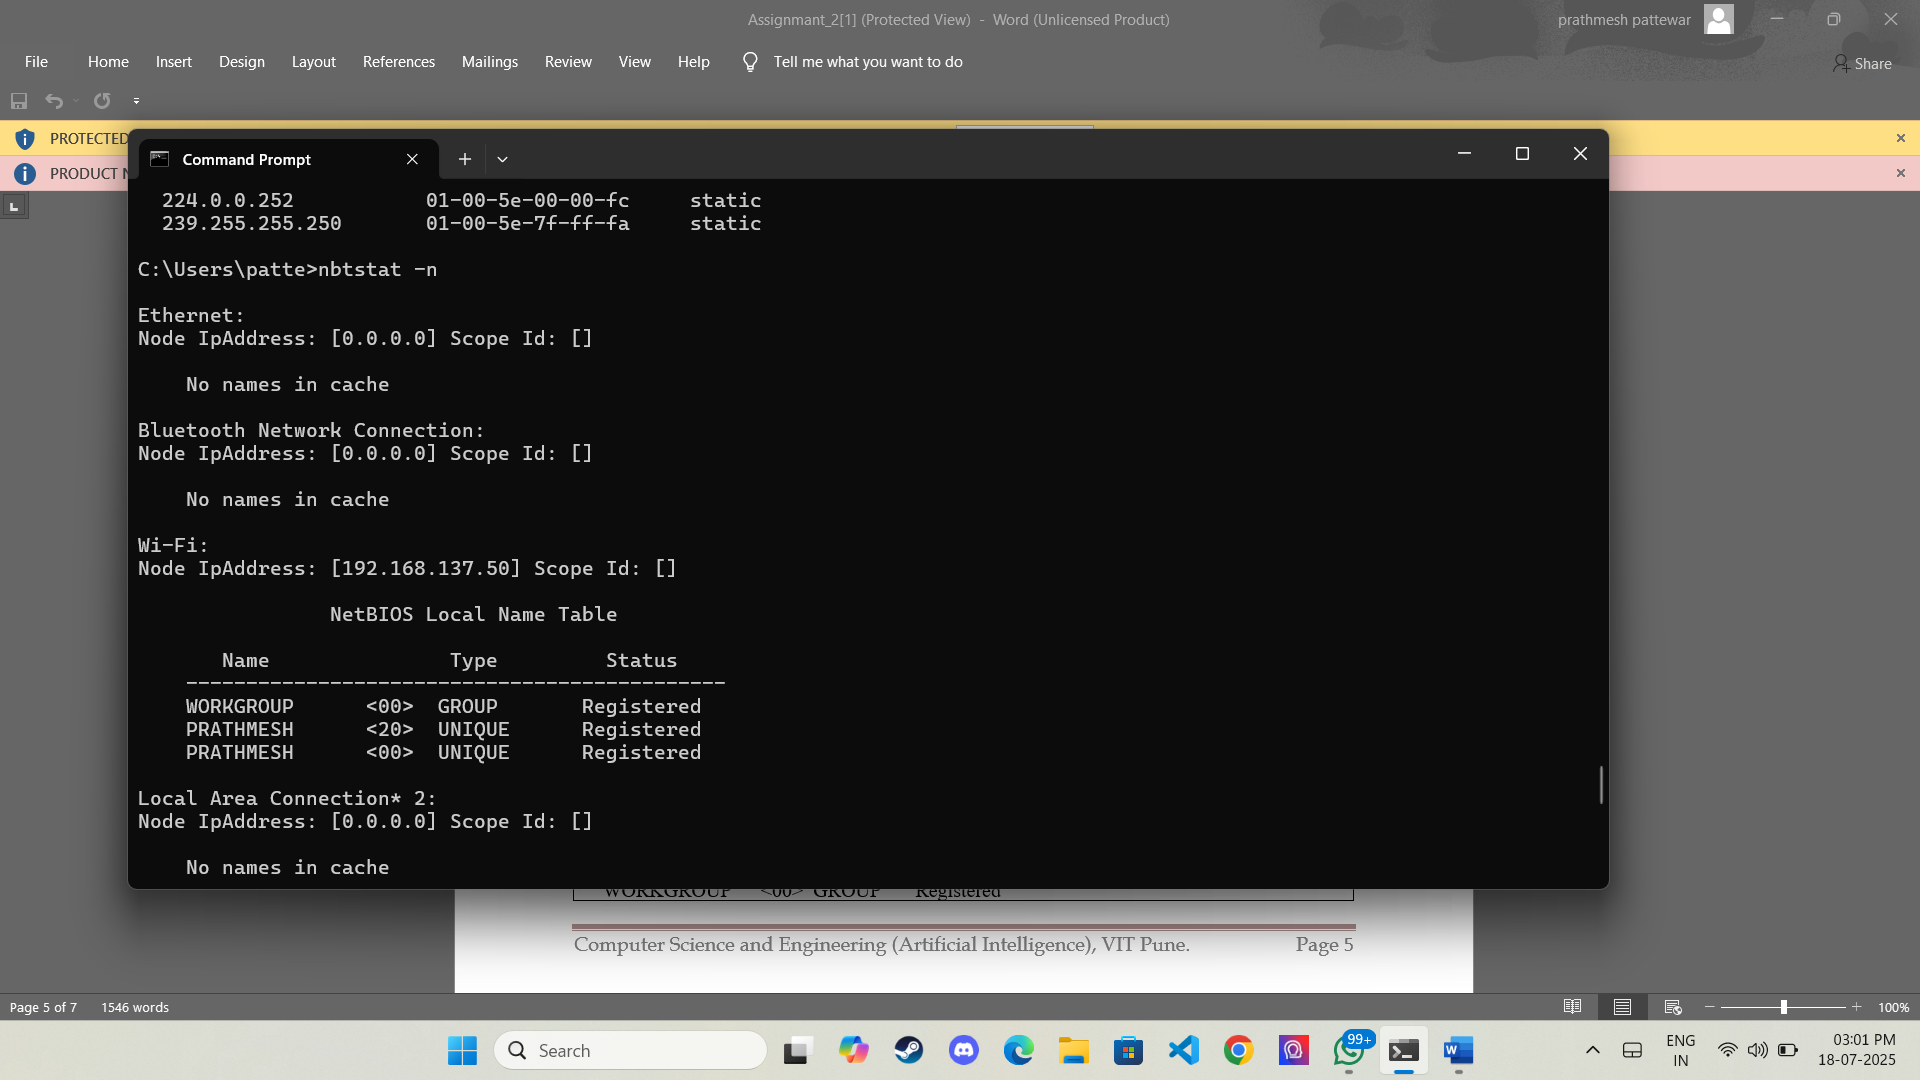 Assignmant_2[1] (Protected View) - Word (Unlicensed Product)
prathmesh pattewar
File Home Insert Design Layout References Mailings Review View Help Tell me what you want to do
Share
PROTECTED
PRODUCT N
Command Prompt
224.0.0.252 01-00-5e-00-00-fc static
239.255.255.250 01-00-5e-7f-ff-fa static
C:\Users\patte>nbtstat -n
Ethernet:
Node IpAddress: [0.0.0.0] Scope Id: []
No names in cache
Bluetooth Network Connection:
Node IpAddress: [0.0.0.0] Scope Id: []
No names in cache
Wi-Fi:
Node IpAddress: [192.168.137.50] Scope Id: []
NetBIOS Local Name Table
Name Type Status
---------------------------------------------
WORKGROUP <00> GROUP Registered
PRATHMESH <20> UNIQUE Registered
PRATHMESH <00> UNIQUE Registered
Local Area Connection* 2:
Node IpAddress: [0.0.0.0] Scope Id: []
No names in cache
WORKGROUP <00> GROUP Registered
Computer Science and Engineering (Artificial Intelligence), VIT Pune. Page 5
Page 5 of 7 1546 words
100%
Search
99+
ENG
IN
03:01 PM
18-07-2025